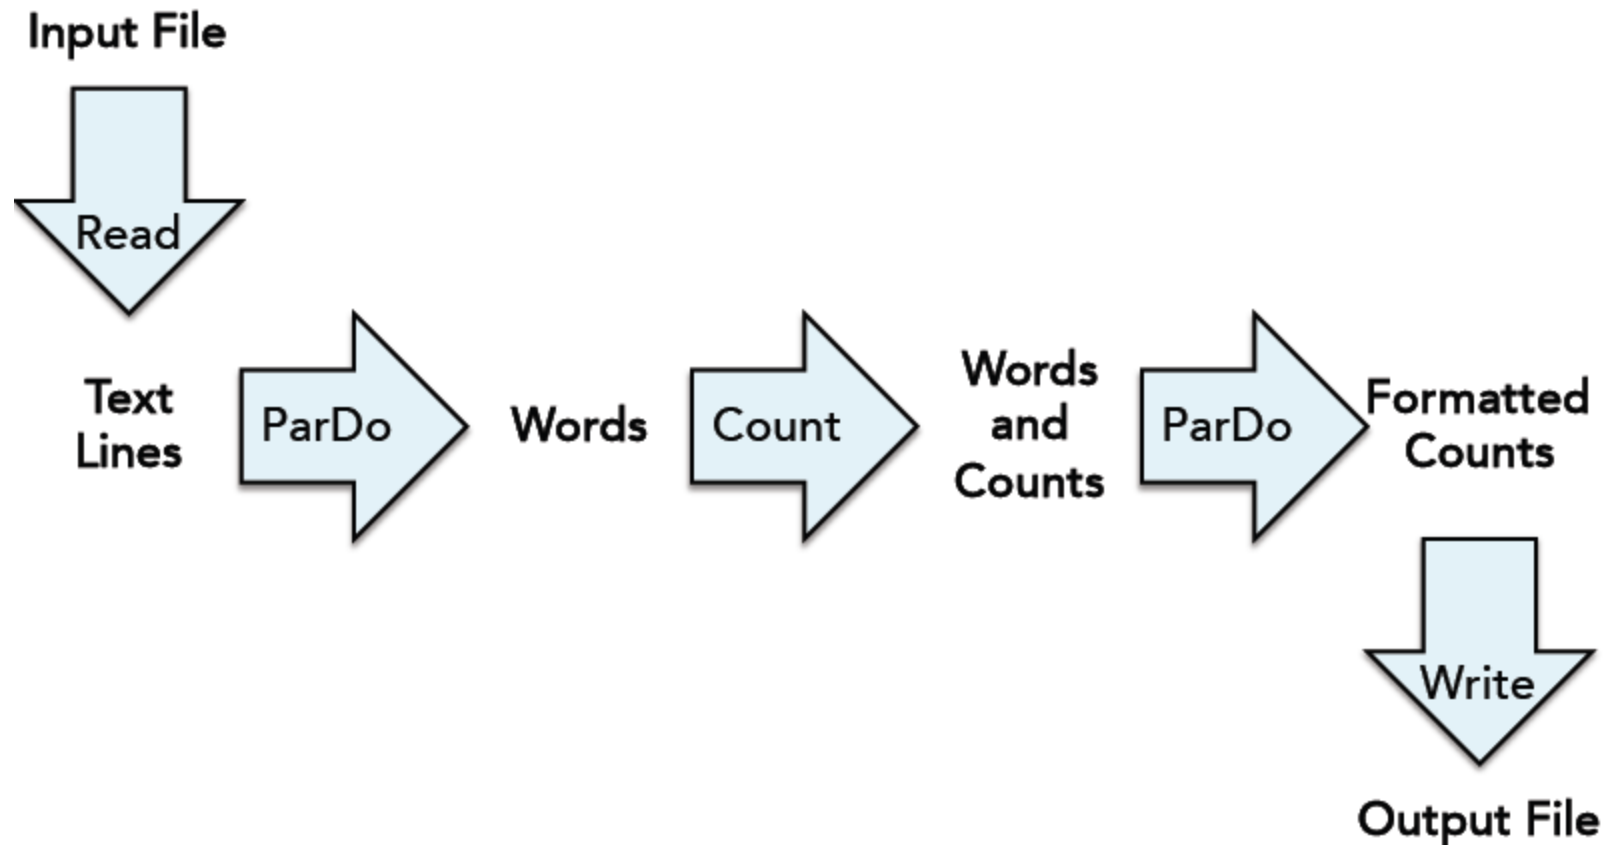 Input File
Read
Text
Lines
ParDo
Words
Count
Words
and
Counts
ParDo
Formatted
Counts
Write
Output File